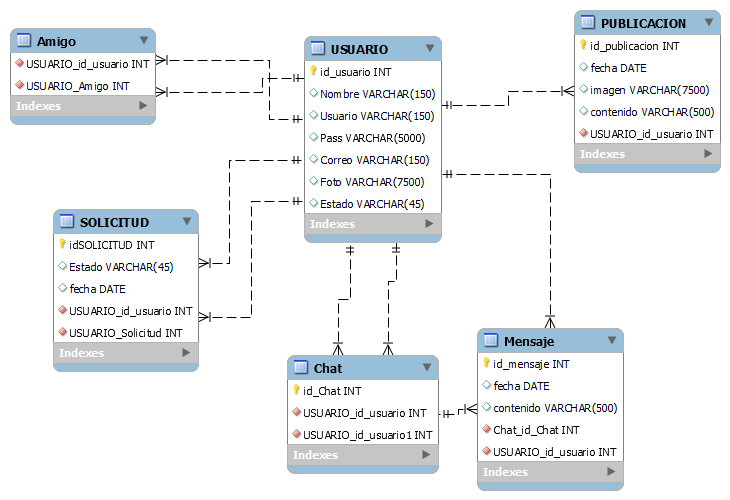 Amigo
USUARIO_id_usuario INT
USUARIO_Amigo INT
Indexes
USUARIO
id_usuario INT
Nombre VARCHAR(150)
Usuario VARCHAR(150)
Pass VARCHAR(5000)
Correo VARCHAR(150)
Foto VARCHAR(7500)
Estado VARCHAR(45)
Indexes
PUBLICACION
id_publicacion INT
fecha DATE
imagen VARCHAR(7500)
contenido VARCHAR(500)
USUARIO_id_usuario INT
Indexes
SOLICITUD
idSOLICITUD INT
Estado VARCHAR(45)
fecha DATE
USUARIO_id_usuario INT
USUARIO_Solicitud INT
Indexes
Chat
id_Chat INT
USUARIO_id_usuario INT
USUARIO_id_usuario1 INT
Indexes
Mensaje
id_mensaje INT
fecha DATE
contenido VARCHAR(500)
Chat_id_Chat INT
USUARIO_id_usuario INT
Indexes